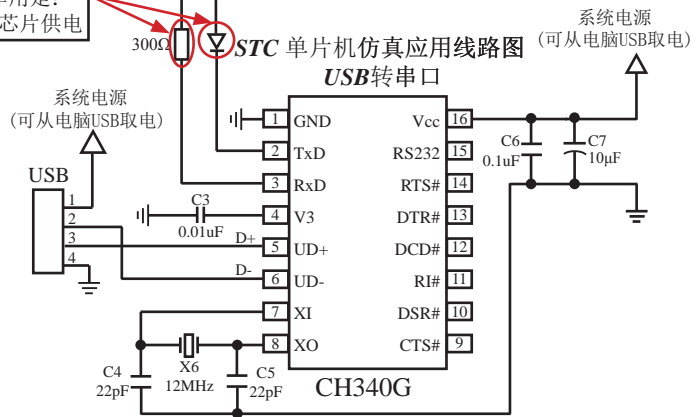 芯片供电
300Ω
STC 单片机仿真应用线路图
USB转串口
系统电源
(可从电脑USB取电)
系统电源
(可从电脑USB取电)
USB
1
2
3
4
D+
D-
C3
0.01uF
1 GND
2 TxD
3 RxD
4 V3
5 UD+
6 UD-
7 XI
8 XO
Vcc 16
RS232 15
RTS# 14
DTR# 13
DCD# 12
RI# 11
DSR# 10
CTS# 9
C6
0.1uF
C7
10μF
C4
22pF
X6
12MHz
C5
22pF
CH340G